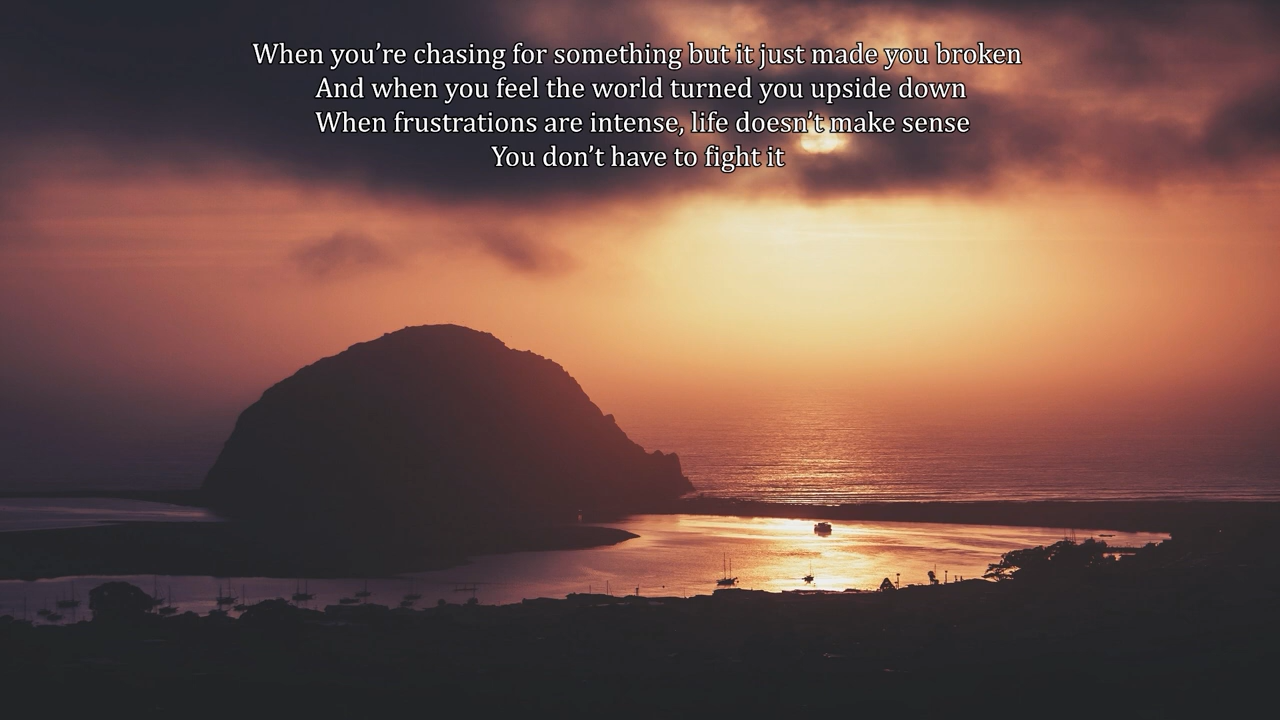 When you’re chasing for something but it just made you broken
And when you feel the world turned you upside down
When frustrations are intense, life doesn’t make sense
You don’t have to fight it